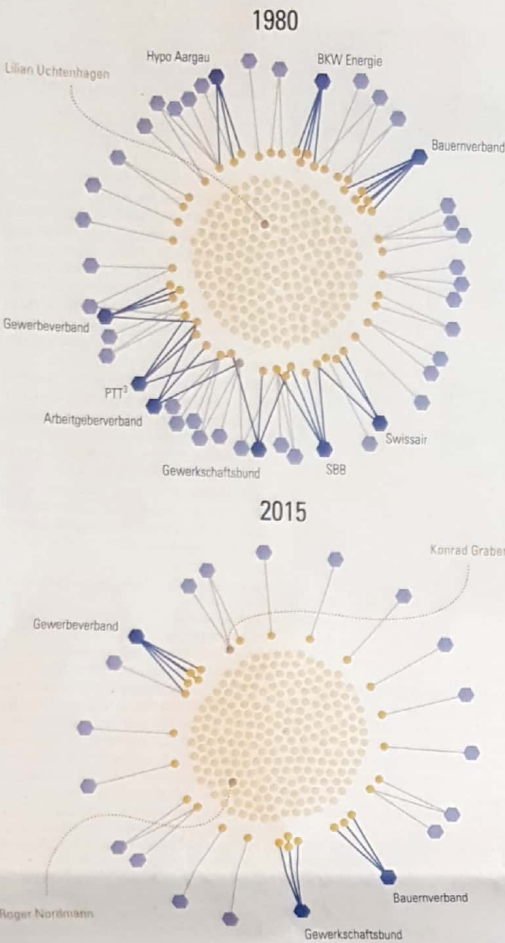 1980
Hypo Aargau
BKW Energie
Lilian Uchtenhagen
Bauernverband
Gewerbeverband
PTT³
Arbeitgeberverband
Swissair
Gewerkschaftsbund
SBB
2015
Konrad Graber
Gewerbeverband
Bauernverband
Roger Nordmann
Gewerkschaftsbund